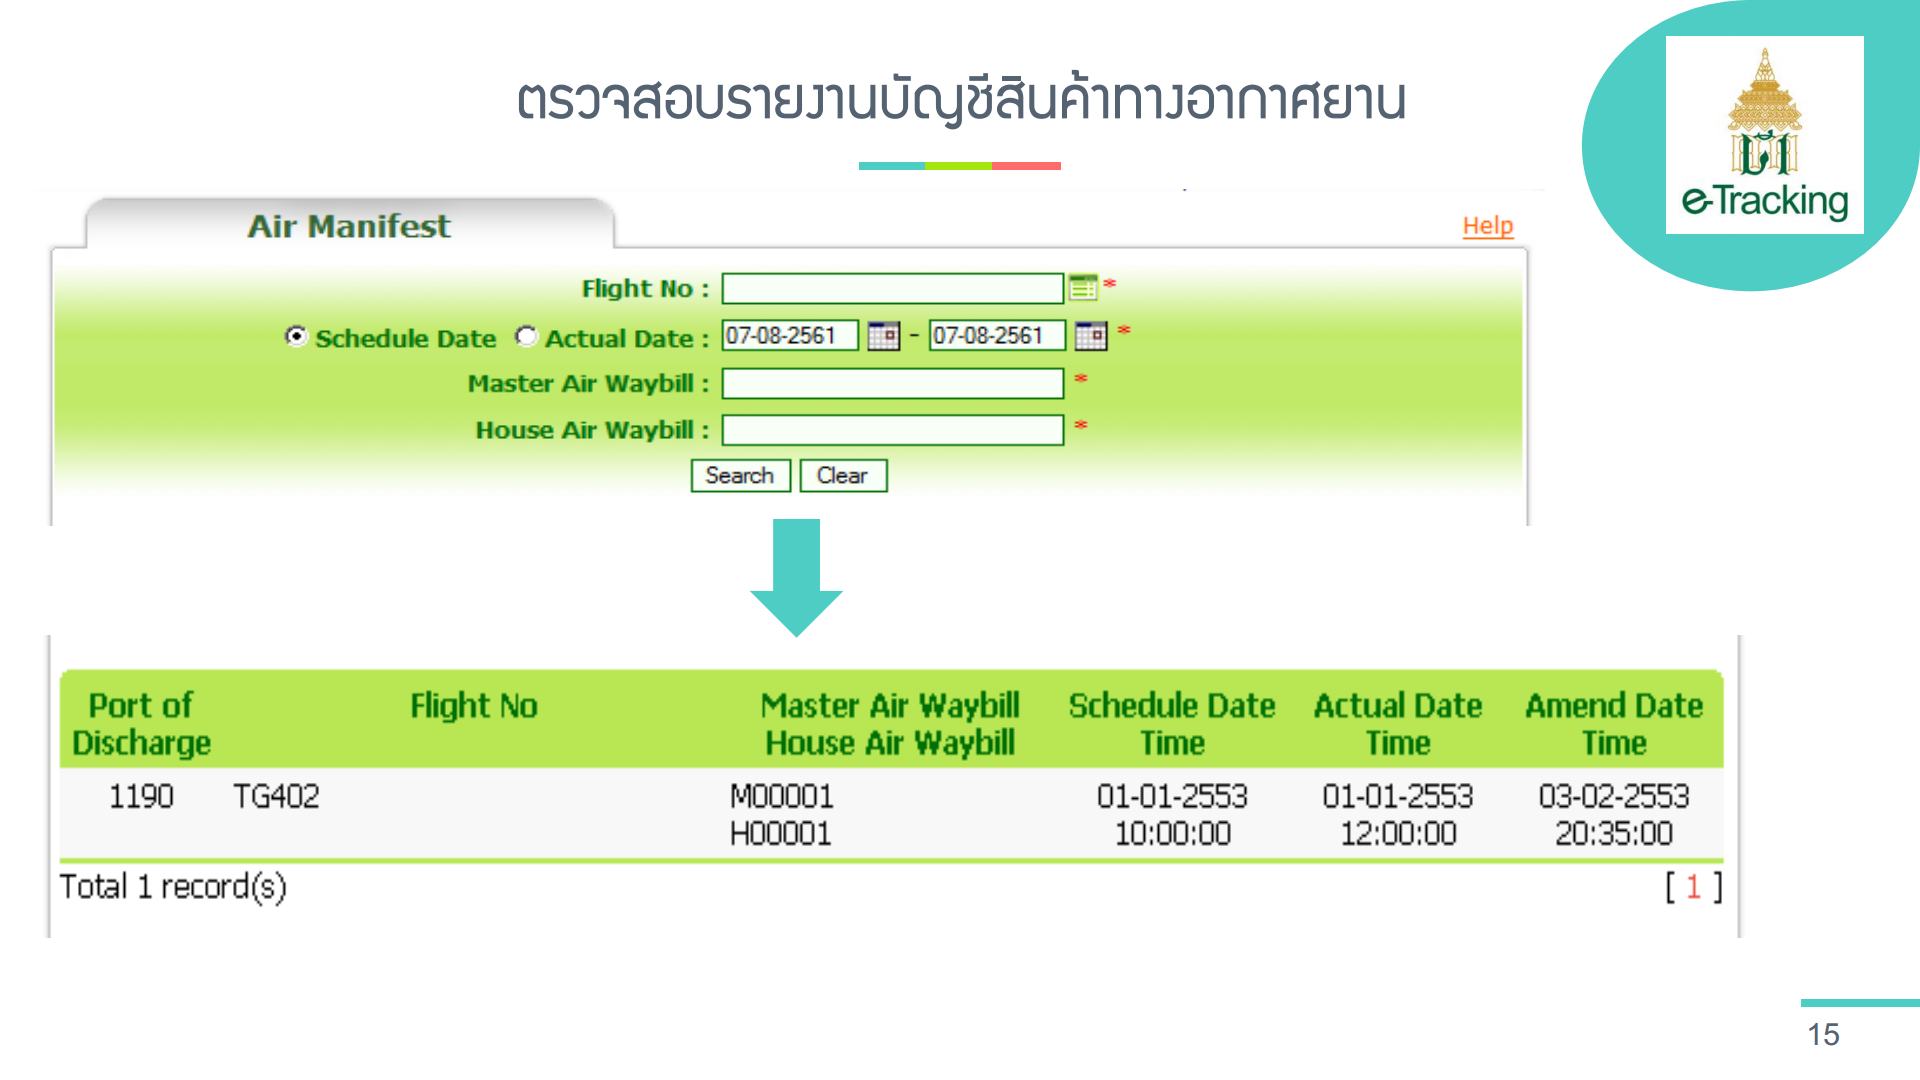 ตรวจสอบรายงานบัญชีสินค้าทางอากาศยาน
e-Tracking
Air Manifest
Help
Flight No : *
Schedule Date Actual Date : 07-08-2561 - 07-08-2561 *
Master Air Waybill : *
House Air Waybill : *
Search Clear
Port of Discharge Flight No Master Air Waybill House Air Waybill Schedule Date Time Actual Date Time Amend Date Time
1190 TG402 M00001 01-01-2553 01-01-2553 03-02-2553
H00001 10:00:00 12:00:00 20:35:00
Total 1 record(s) [ 1 ]
15